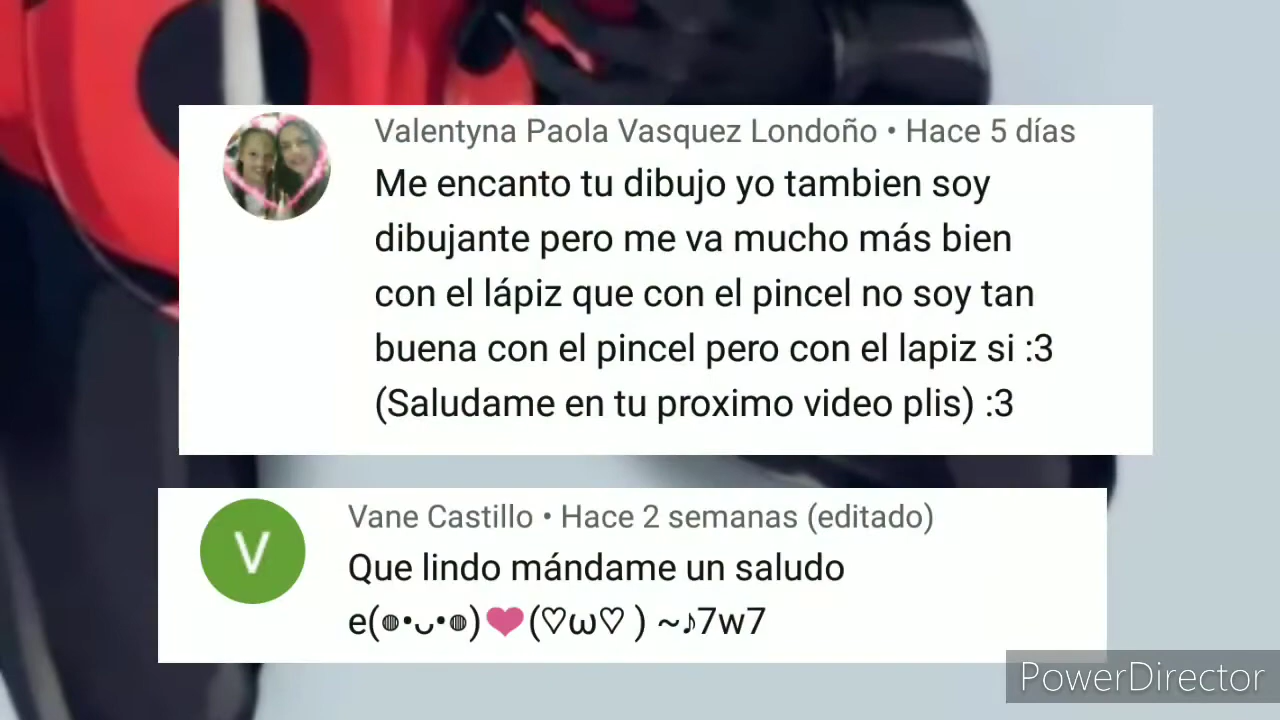 Valentyna Paola Vasquez Londoño • Hace 5 días
Me encanto tu dibujo yo tambien soy
dibujante pero me va mucho más bien
con el lápiz que con el pincel no soy tan
buena con el pincel pero con el lapiz si :3
(Saludame en tu proximo video plis) :3
V
Vane Castillo • Hace 2 semanas (editado)
Que lindo mándame un saludo
e(◍•ᴗ•◍)❤(♡ω♡ ) ~♪7w7
PowerDirector